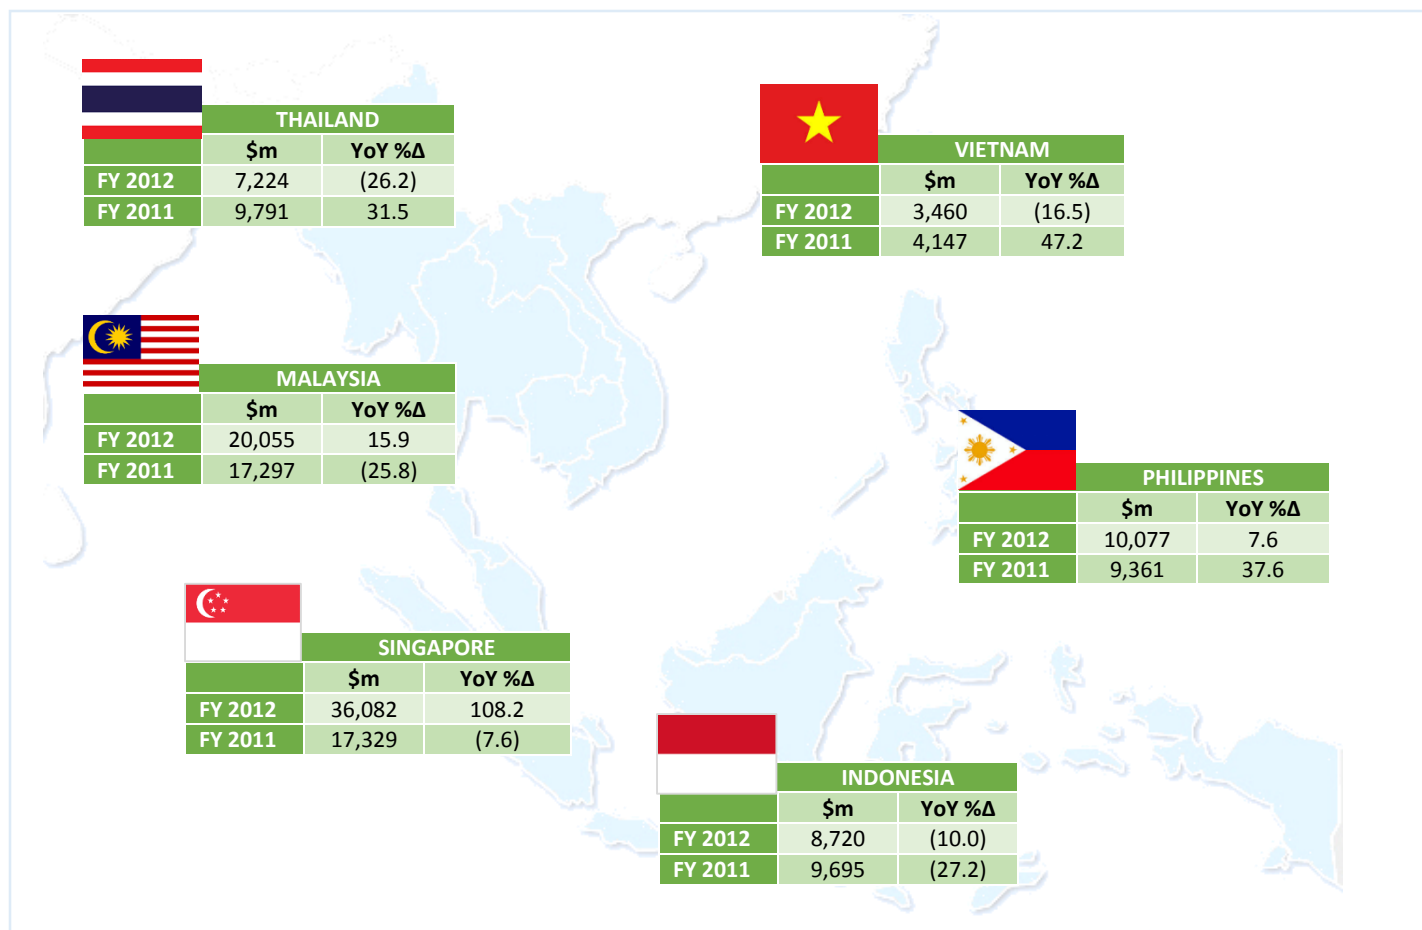 THAILAND
$m YoY %Δ
FY 2012 7,224 (26.2)
FY 2011 9,791 31.5
VIETNAM
$m YoY %Δ
FY 2012 3,460 (16.5)
FY 2011 4,147 47.2
MALAYSIA
$m YoY %Δ
FY 2012 20,055 15.9
FY 2011 17,297 (25.8)
PHILIPPINES
$m YoY %Δ
FY 2012 10,077 7.6
FY 2011 9,361 37.6
SINGAPORE
$m YoY %Δ
FY 2012 36,082 108.2
FY 2011 17,329 (7.6)
INDONESIA
$m YoY %Δ
FY 2012 8,720 (10.0)
FY 2011 9,695 (27.2)